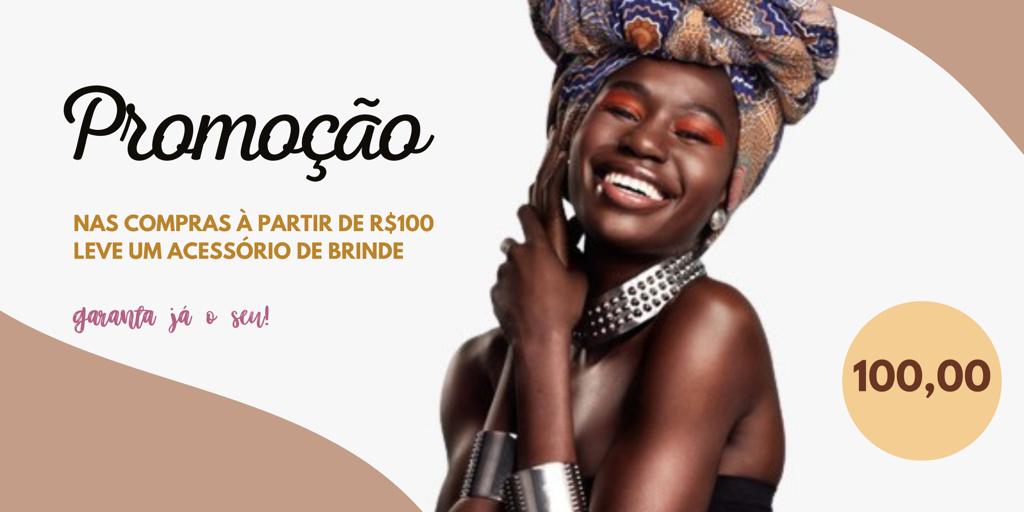 Promoção
NAS COMPRAS À PARTIR DE R$100
LEVE UM ACESSÓRIO DE BRINDE
garanta já o seu!
100,00